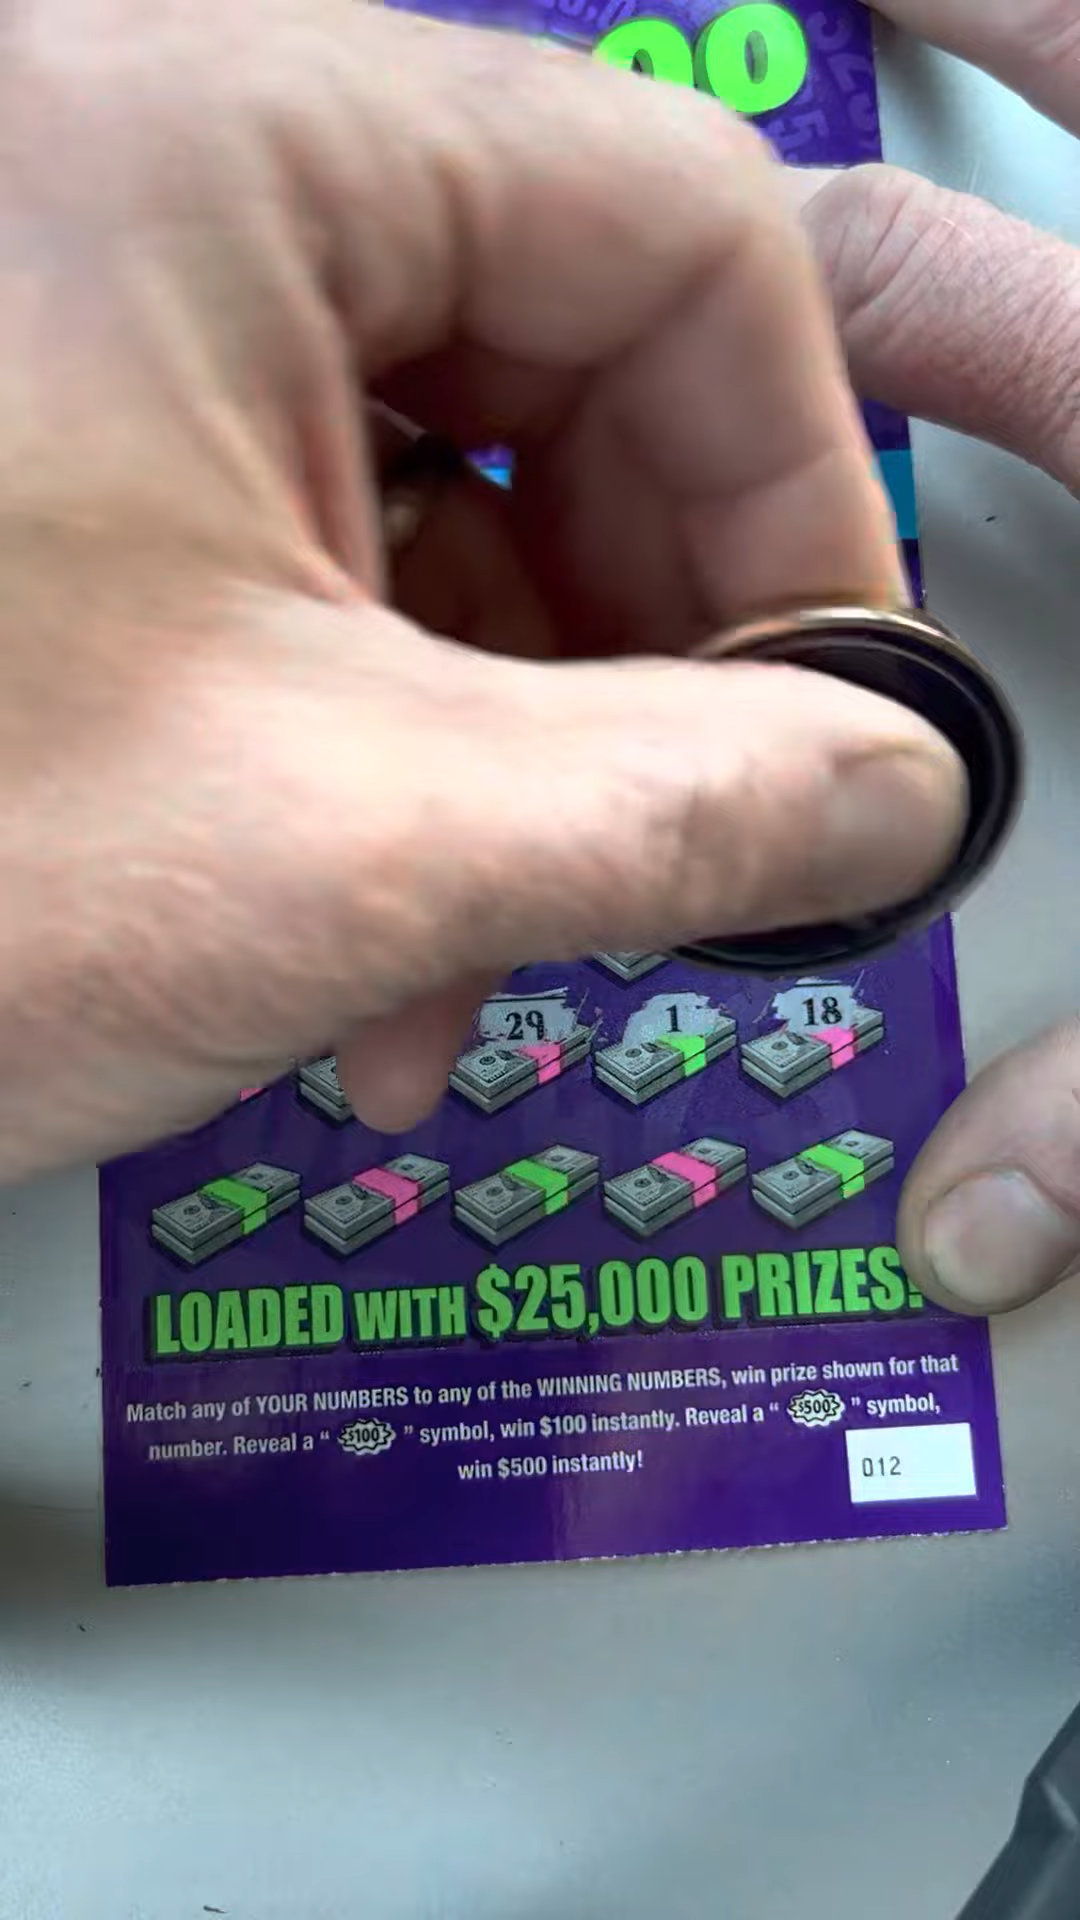 00
29 1 18
LOADED WITH $25,000 PRIZES!
Match any of YOUR NUMBERS to any of the WINNING NUMBERS, win prize shown for that
number. Reveal a “ $100 ” symbol, win $100 instantly. Reveal a “ $500 ” symbol,
win $500 instantly!
012